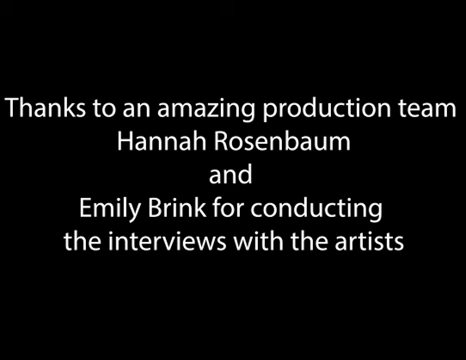 Thanks to an amazing production team
Hannah Rosenbaum
and
Emily Brink for conducting
the interviews with the artists